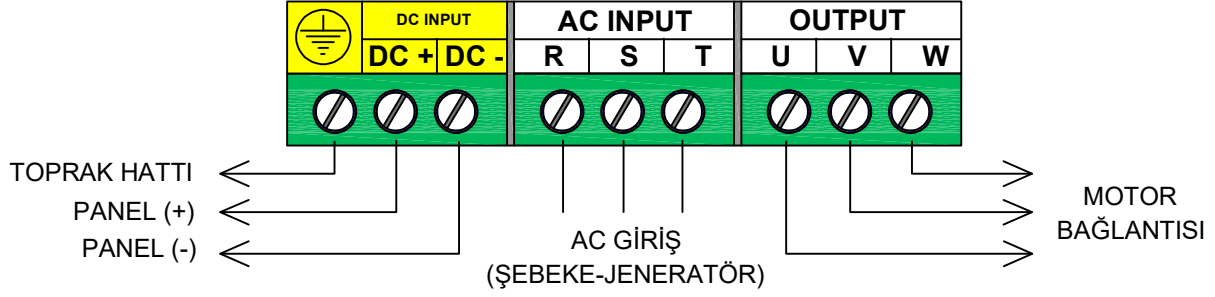 DC INPUT
DC + DC -
AC INPUT
R S T
OUTPUT
U V W
TOPRAK HATTI
PANEL (+)
PANEL (-)
AC GİRİŞ
(ŞEBEKE-JENERATÖR)
MOTOR
BAĞLANTISI